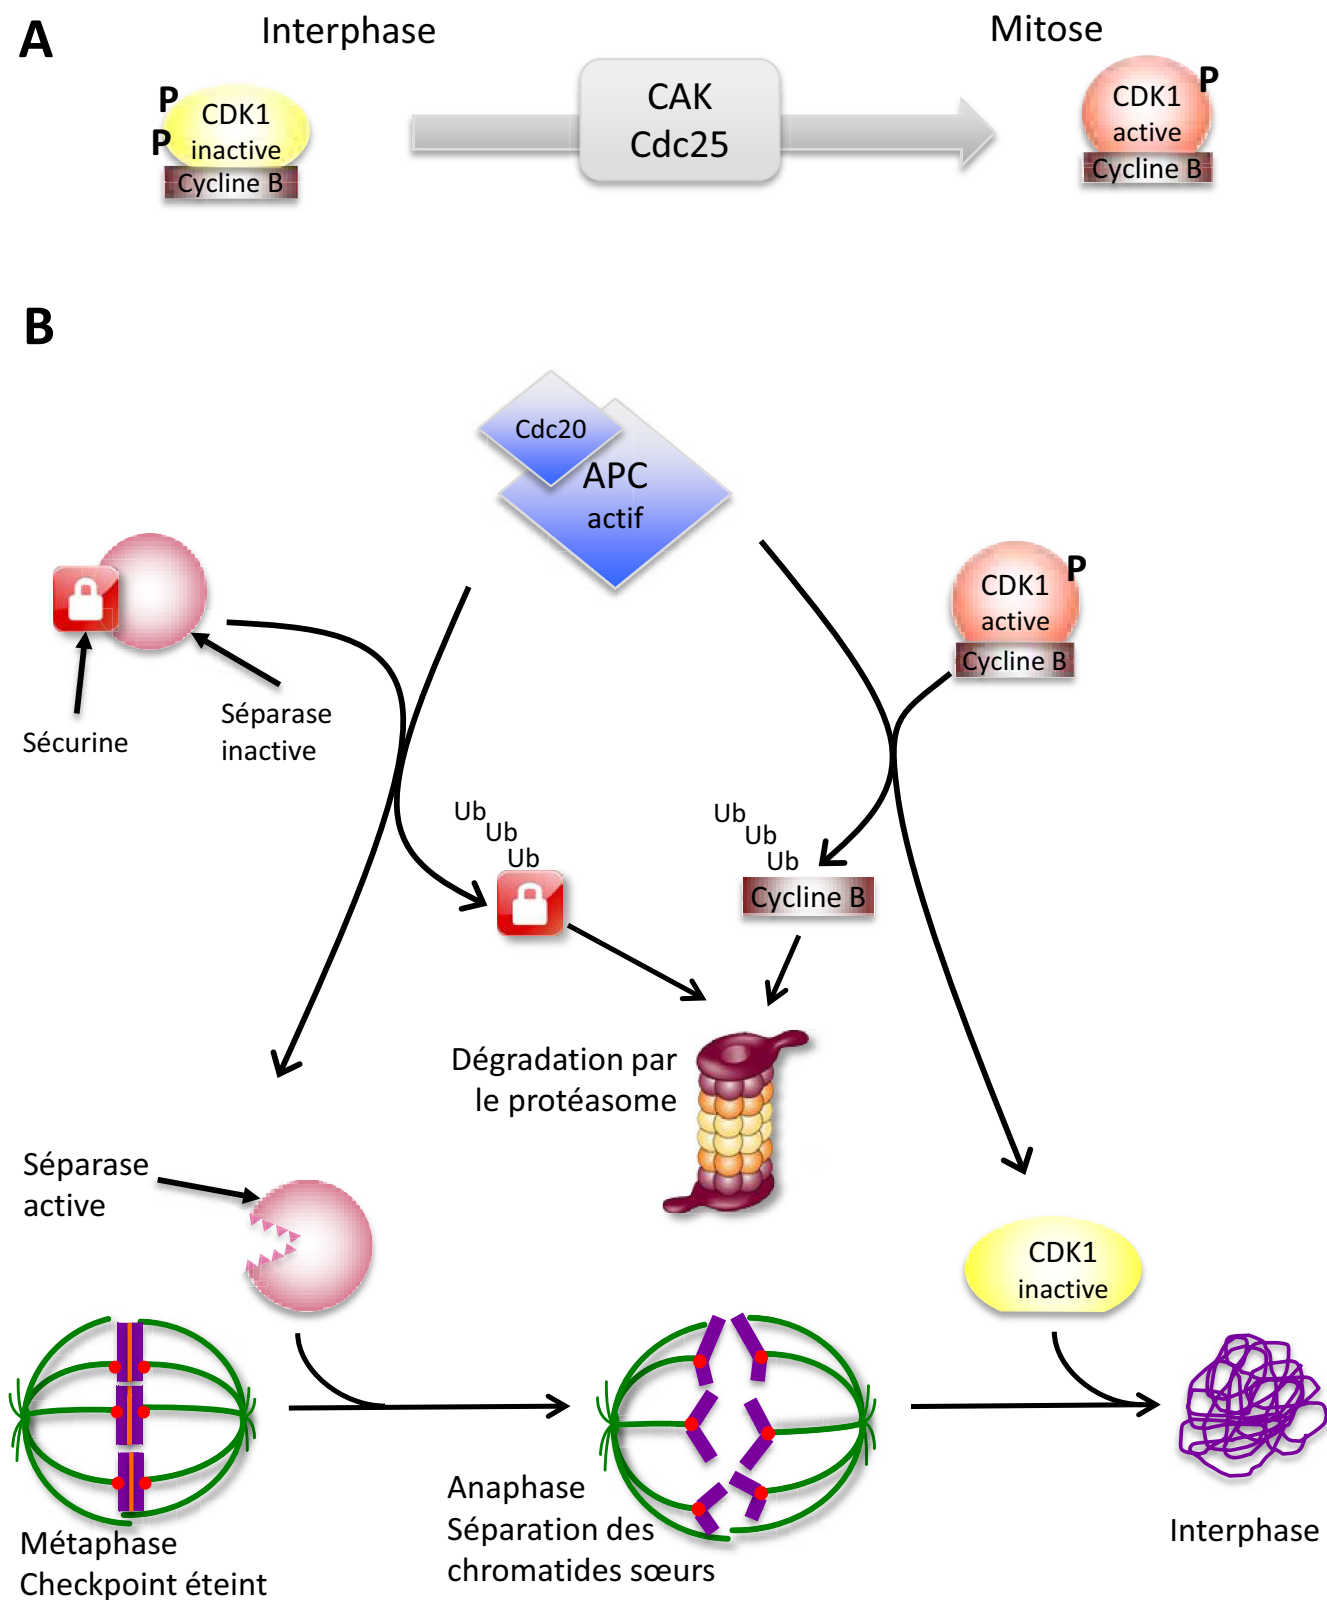 A
Interphase
Mitose
P
P
CDK1
inactive
Cycline B
CAK
Cdc25
P
CDK1
active
Cycline B
B
Cdc20
APC
actif
P
CDK1
active
Cycline B
Sécurine
Séparase
inactive
Ub
Ub
Ub
Ub
Ub
Ub
Cycline B
Dégradation par
le protéasome
Séparase
active
CDK1
inactive
Métaphase
Checkpoint éteint
Anaphase
Séparation des
chromatides sœurs
Interphase